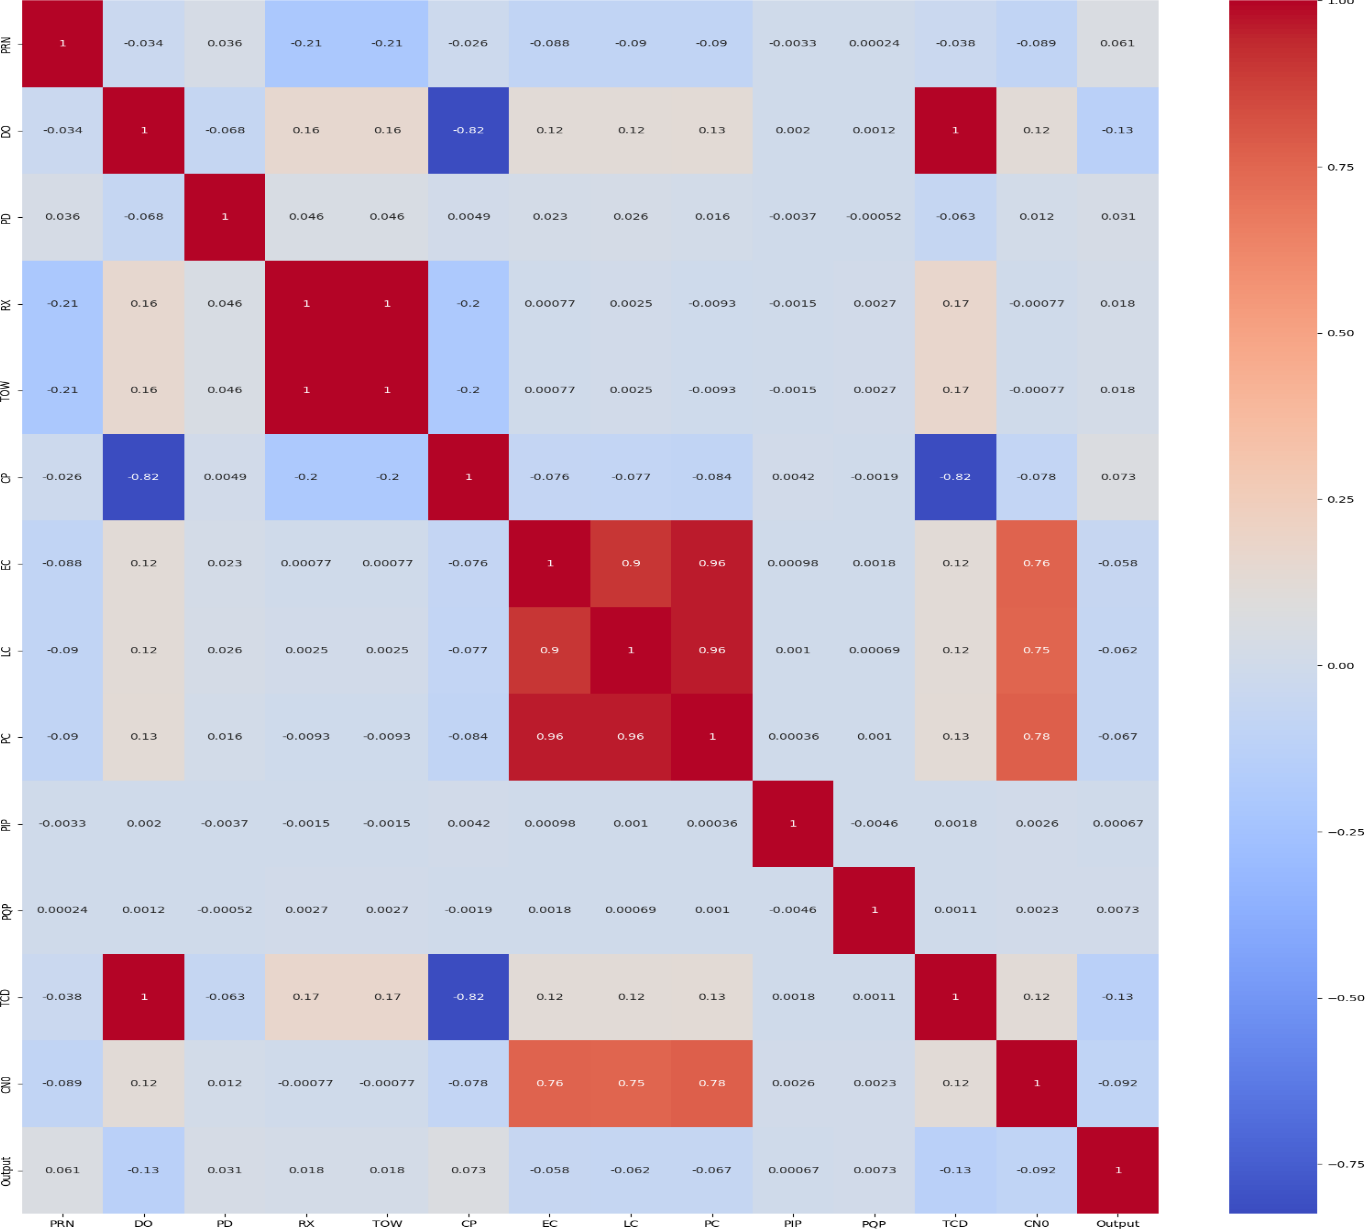 PRN 1 -0.034 0.036 -0.21 -0.21 -0.026 -0.088 -0.09 -0.09 -0.0033 0.00024 -0.038 -0.089 0.061
DO -0.034 1 -0.068 0.16 0.16 -0.82 0.12 0.12 0.13 0.002 0.0012 1 0.12 -0.13
PD 0.036 -0.068 1 0.046 0.046 0.0049 0.023 0.026 0.016 -0.0037 -0.00052 -0.063 0.012 0.031
RX -0.21 0.16 0.046 1 1 -0.2 0.00077 0.0025 -0.0093 -0.0015 0.0027 0.17 -0.00077 0.018
TOW -0.21 0.16 0.046 1 1 -0.2 0.00077 0.0025 -0.0093 -0.0015 0.0027 0.17 -0.00077 0.018
CP -0.026 -0.82 0.0049 -0.2 -0.2 1 -0.076 -0.077 -0.084 0.0042 -0.0019 -0.82 -0.078 0.073
EC -0.088 0.12 0.023 0.00077 0.00077 -0.076 1 0.9 0.96 0.00098 0.0018 0.12 0.76 -0.058
LC -0.09 0.12 0.026 0.0025 0.0025 -0.077 0.9 1 0.96 0.001 0.00069 0.12 0.75 -0.062
PC -0.09 0.13 0.016 -0.0093 -0.0093 -0.084 0.96 0.96 1 0.00036 0.001 0.13 0.78 -0.067
PIP -0.0033 0.002 -0.0037 -0.0015 -0.0015 0.0042 0.00098 0.001 0.00036 1 -0.0046 0.0018 0.0026 0.00067
PQP 0.00024 0.0012 -0.00052 0.0027 0.0027 -0.0019 0.0018 0.00069 0.001 -0.0046 1 0.0011 0.0023 0.0073
TCD -0.038 1 -0.063 0.17 0.17 -0.82 0.12 0.12 0.13 0.0018 0.0011 1 0.12 -0.13
CN0 -0.089 0.12 0.012 -0.00077 -0.00077 -0.078 0.76 0.75 0.78 0.0026 0.0023 0.12 1 -0.092
Output 0.061 -0.13 0.031 0.018 0.018 0.073 -0.058 -0.062 -0.067 0.00067 0.0073 -0.13 -0.092 1
PRN DO PD RX TOW CP EC LC PC PIP PQP TCD CN0 Output
1.00
0.75
0.50
0.25
0.00
−0.25
−0.50
−0.75